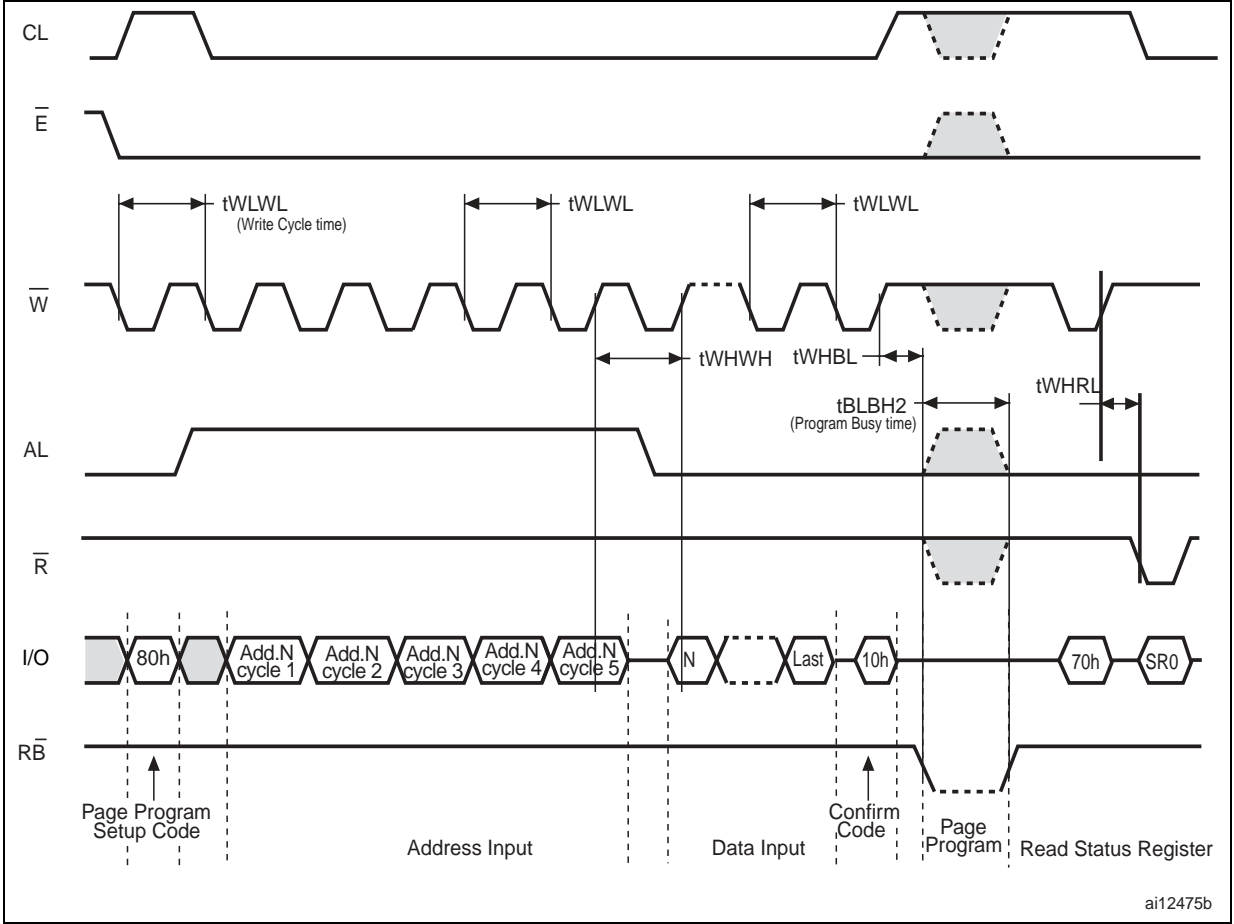 CL
E̅
tWLWL
(Write Cycle time)
tWLWL
tWLWL
W̅
tWHWH
tWHBL
tWHRL
tBLBH2
(Program Busy time)
AL
R̅
I/O
80h
Add.N
cycle 1
Add.N
cycle 2
Add.N
cycle 3
Add.N
cycle 4
Add.N
cycle 5
N
Last
10h
70h
SR0
RB̅
Page Program
Setup Code
Address Input
Data Input
Confirm
Code
Page
Program
Read Status Register
ai12475b